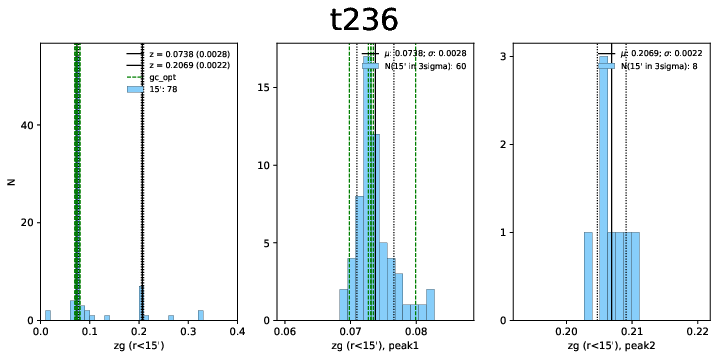 t236
z = 0.0738 (0.0028)
z = 0.2069 (0.0022)
gc_opt
15': 78
N
0
20
40
0.0 0.1 0.2 0.3 0.4
zg (r<15')
μ: 0.0738; σ: 0.0028
N(15' in 3sigma): 60
0
5
10
15
0.06 0.07 0.08
zg (r<15'), peak1
μ: 0.2069; σ: 0.0022
N(15' in 3sigma): 8
0
1
2
3
0.20 0.21 0.22
zg (r<15'), peak2